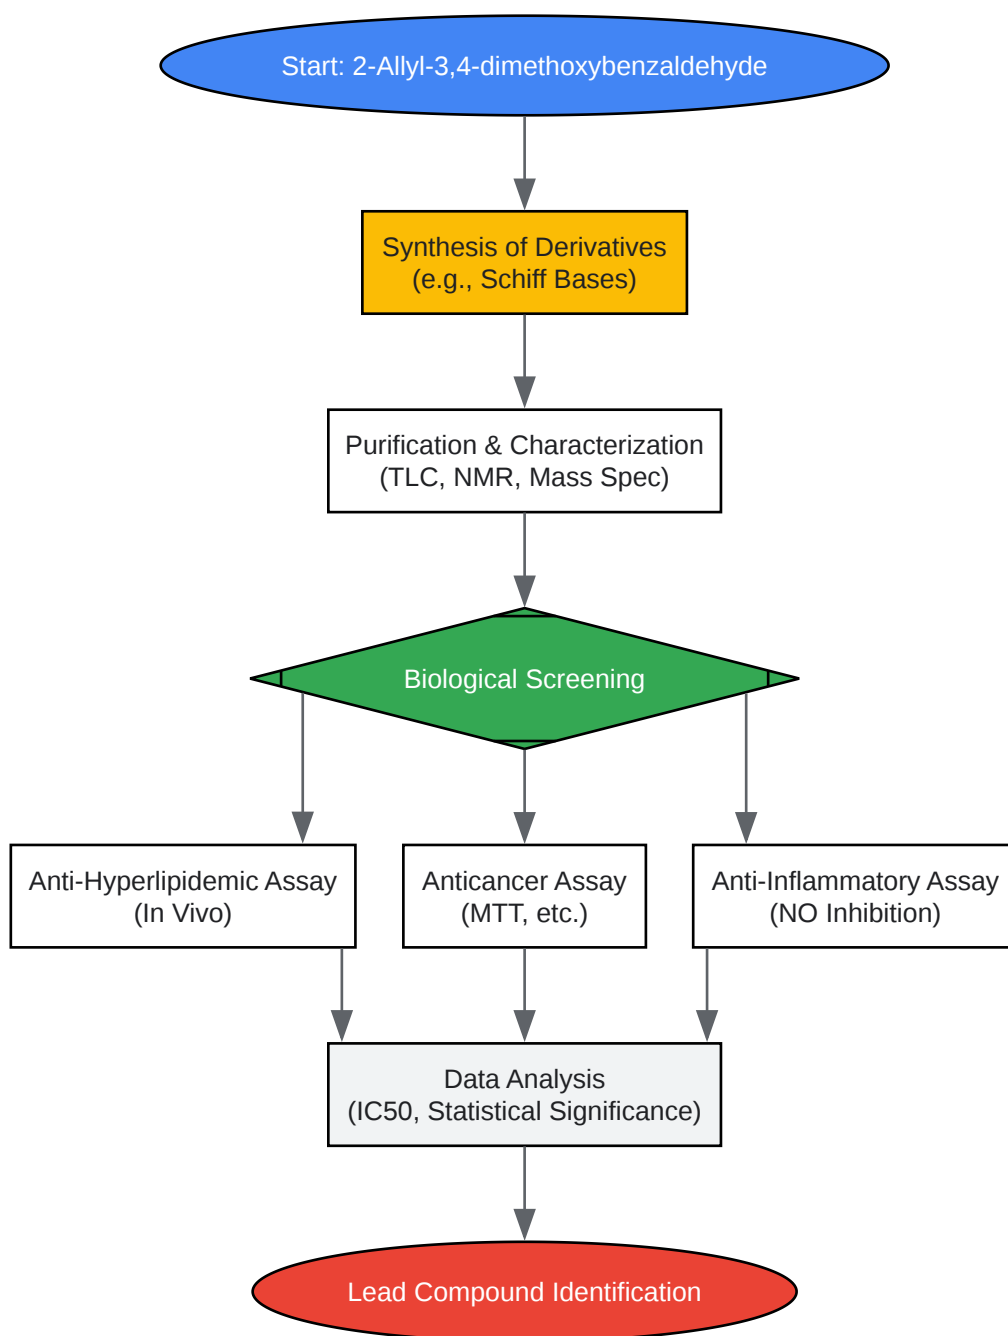 Start: 2-Allyl-3,4-dimethoxybenzaldehyde
Synthesis of Derivatives
(e.g., Schiff Bases)
Purification & Characterization
(TLC, NMR, Mass Spec)
Biological Screening
Anti-Hyperlipidemic Assay
(In Vivo)
Anticancer Assay
(MTT, etc.)
Anti-Inflammatory Assay
(NO Inhibition)
Data Analysis
(IC50, Statistical Significance)
Lead Compound Identification